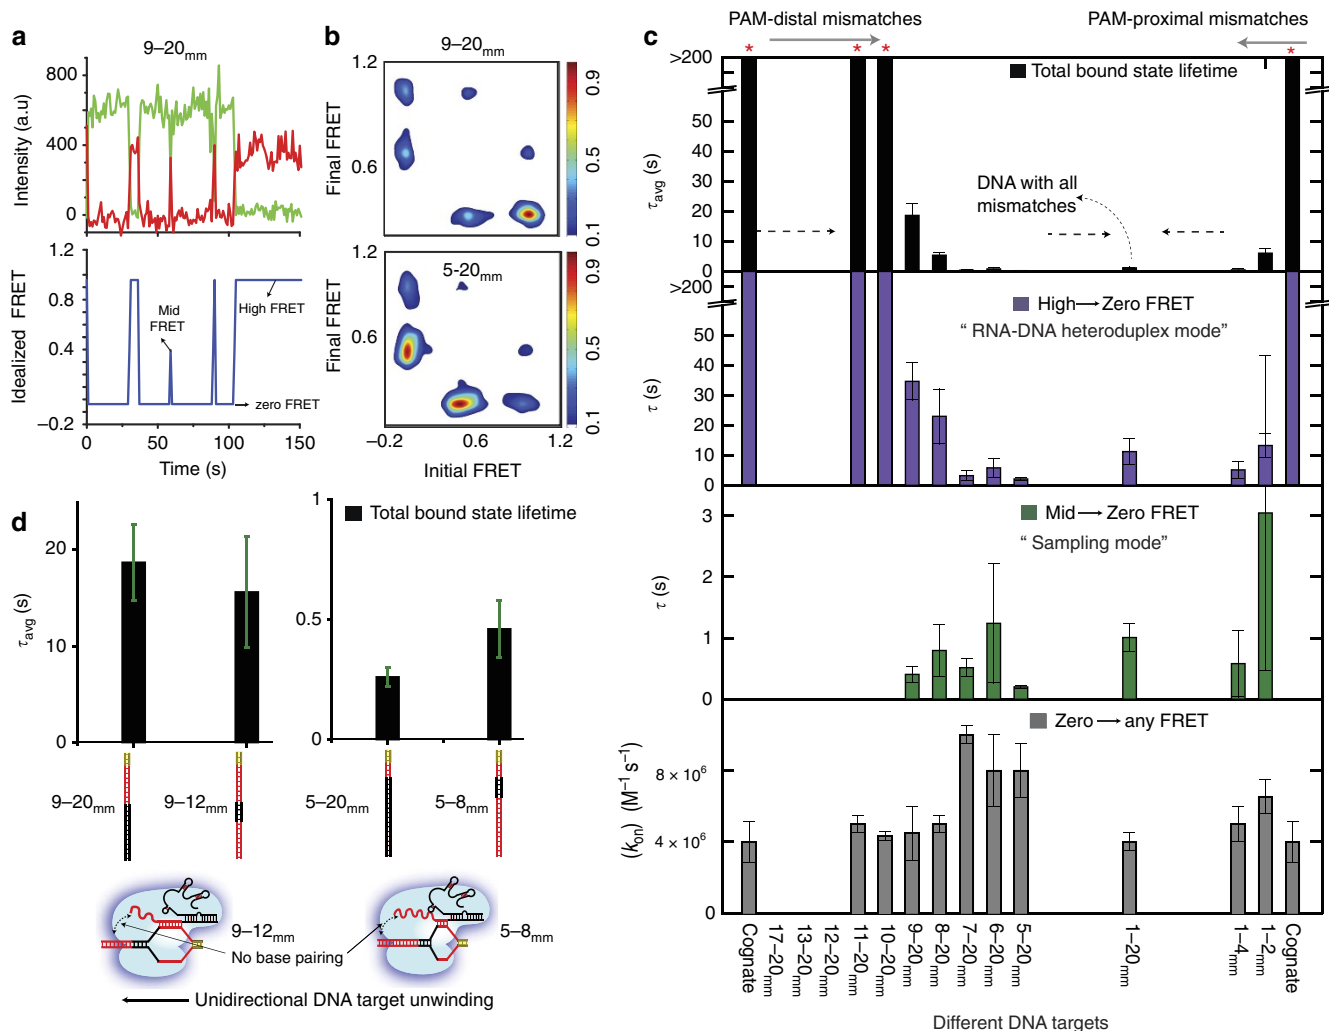 a
9–20mm
800
400
0
Intensity (a.u)
1.2
0.8
0.4
−0.2
Idealized FRET
Mid
FRET
High FRET
zero FRET
0
50
100
150
Time (s)
b
9–20mm
1.2
0.6
Final FRET
0.9
0.5
0.1
5-20mm
1.2
0.6
Final FRET
0.9
0.5
0.1
−0.2
0.6
1.2
Initial FRET
c
PAM-distal mismatches
PAM-proximal mismatches
* * * *
>200
50
40
30
20
10
0
τavg (s)
Total bound state lifetime
DNA with all
mismatches
>200
50
40
30
20
10
0
τ (s)
High→Zero FRET
“ RNA-DNA heteroduplex mode”
3
2
1
0
τ (s)
Mid→Zero FRET
“ Sampling mode”
8 × 10⁶
4 × 10⁶
0
(kon) (M⁻¹ s⁻¹)
Zero→any FRET
Cognate
17–20mm
13–20mm
12–20mm
11–20mm
10–20mm
9–20mm
8–20mm
7–20mm
6–20mm
5–20mm
1–20mm
1–4mm
1–2mm
Cognate
Different DNA targets
d
20
10
0
τavg (s)
1
0.5
0
Total bound state lifetime
9–20mm
9–12mm
5–20mm
5–8mm
9–12mm
5–8mm
No base pairing
Unidirectional DNA target unwinding